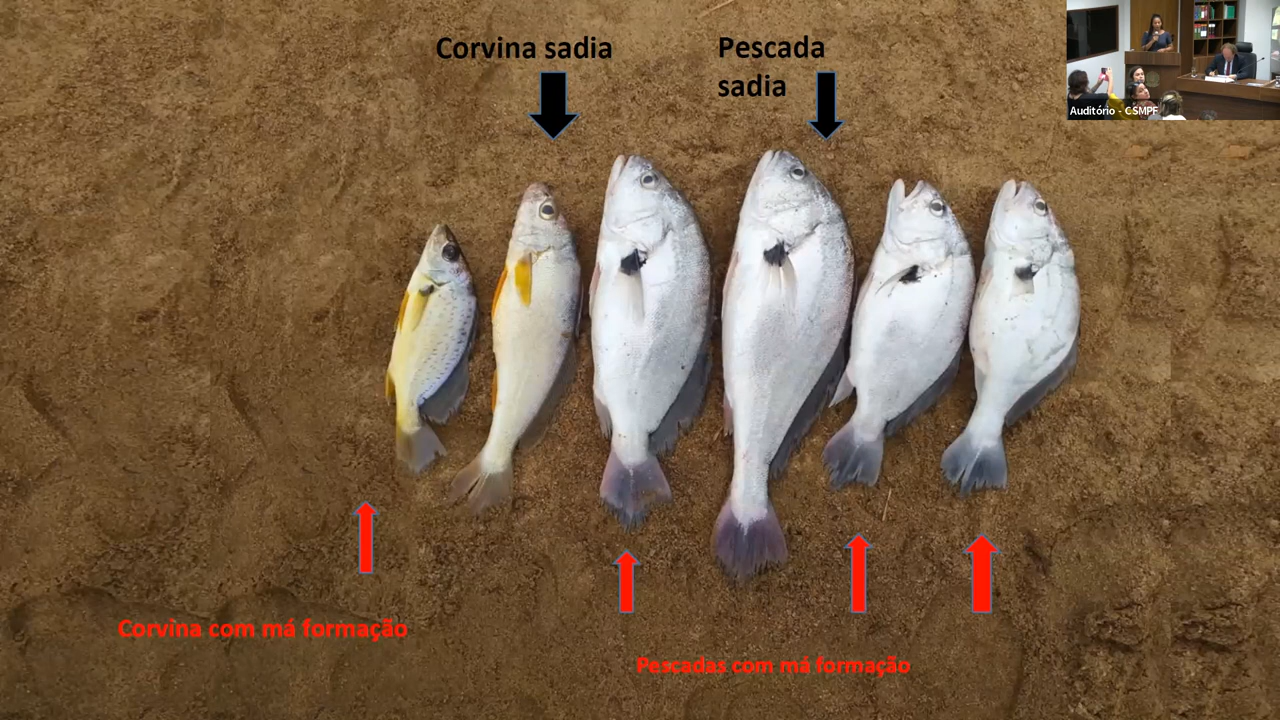 Corvina sadia
Pescada
sadia
Auditório - CSMPF
Corvina com má formação
Pescadas com má formação